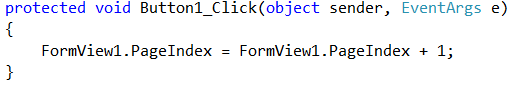 protected void Button1_Click(object sender, EventArgs e)
{
    FormView1.PageIndex = FormView1.PageIndex + 1;
}